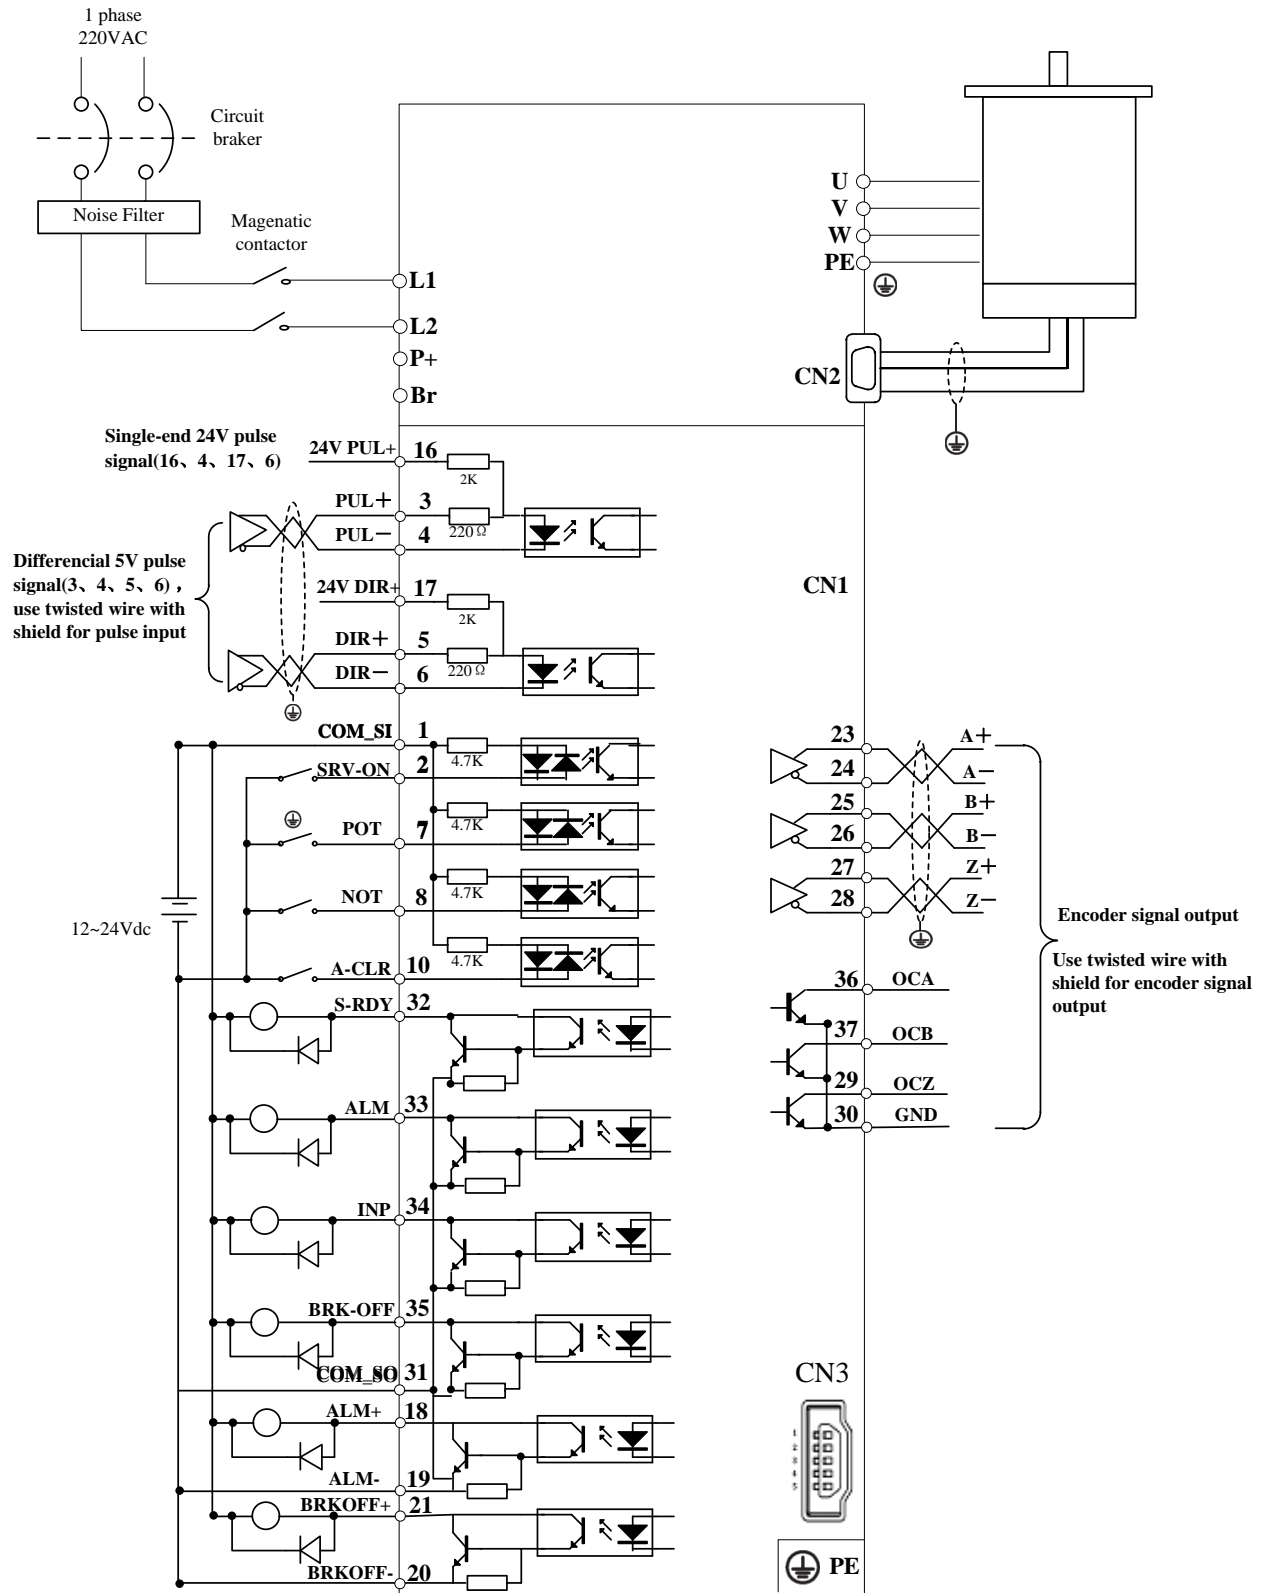 1 phase
220VAC
Circuit
braker
Noise Filter
Magenatic
contactor
L1
L2
P+
Br
U
V
W
PE
CN2
Single-end 24V pulse
signal(16、4、17、6)
24V PUL+ 16
2K
PUL+ 3
220Ω
PUL- 4
Differencial 5V pulse
signal(3、4、5、6) ,
use twisted wire with
shield for pulse input
24V DIR+ 17
2K
DIR+ 5
220Ω
DIR- 6
CN1
COM_SI 1
4.7K
SRV-ON 2
4.7K
POT 7
4.7K
NOT 8
4.7K
A-CLR 10
12~24Vdc
S-RDY 32
ALM 33
INP 34
BRK-OFF 35
COM_SO 31
ALM+ 18
ALM- 19
BRKOFF+ 21
BRKOFF- 20
23 A+
24 A-
25 B+
26 B-
27 Z+
28 Z-
Encoder signal output
Use twisted wire with
shield for encoder signal
output
36 OCA
37 OCB
29 OCZ
30 GND
CN3
1
2
3
4
5
PE